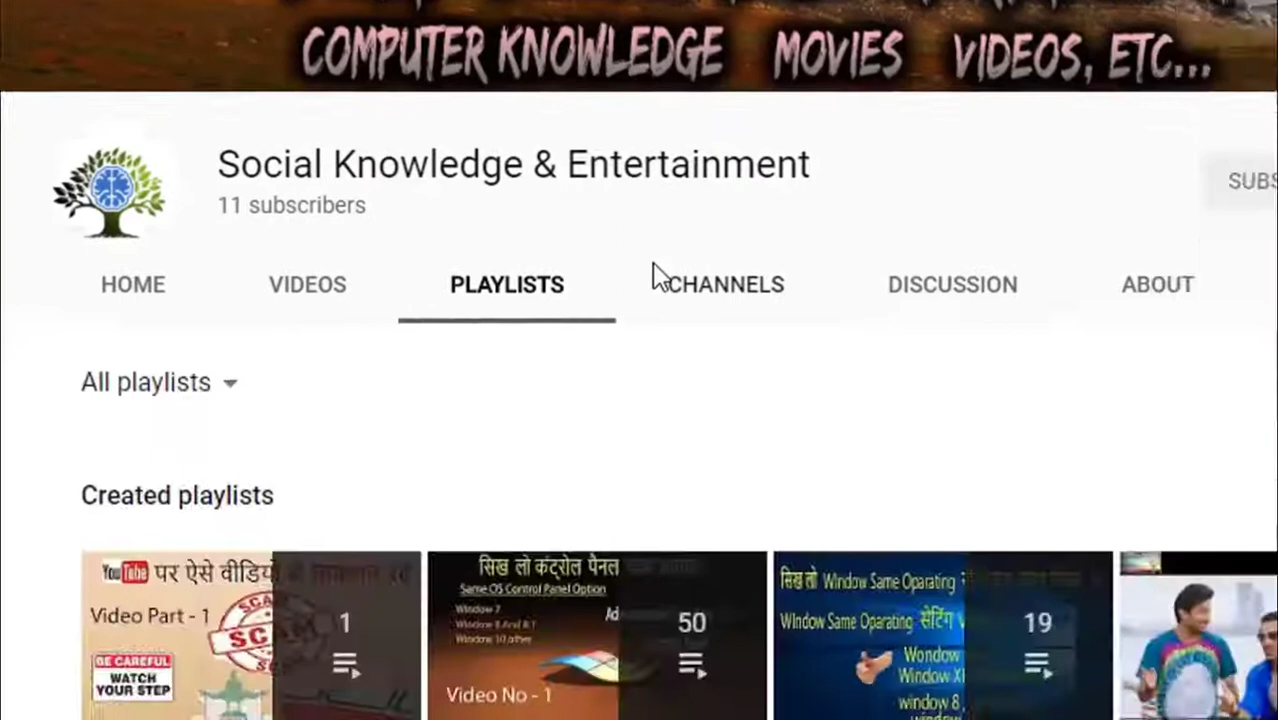 COMPUTER KNOWLEDGE MOVIES VIDEOS, ETC...
Social Knowledge & Entertainment
11 subscribers
SUBS
HOME VIDEOS PLAYLISTS CHANNELS DISCUSSION ABOUT
All playlists
Created playlists
YouTube पर ऐसे वीडियो
Video Part - 1
SCAM
BE CAREFUL
WATCH
YOUR STEP
1
सिख लो कंट्रोल पैनल
Same OS Control Panel Option
Window 7
Window 8 And 8.1
Window 10 other
Video No - 1
50
सिख लो Window Same Oparating
WIndow Same Oparating सेटिंग
Wondow
Window
window 8
19